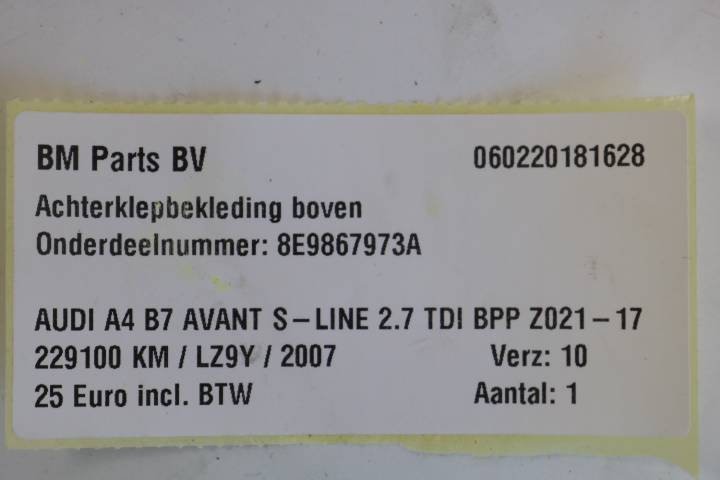 BM Parts BV 060220181628
Achterklepbekleding boven
Onderdeelnummer: 8E9867973A
AUDI A4 B7 AVANT S-LINE 2.7 TDI BPP Z021-17
229100 KM / LZ9Y / 2007 Verz: 10
25 Euro incl. BTW Aantal: 1